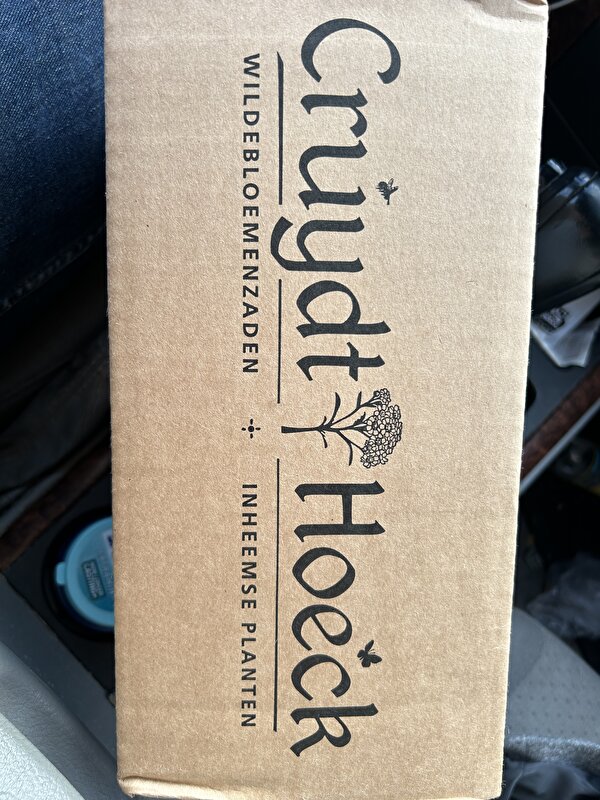 Cruydt Hoeck
WILDEBLOEMENZADEN INHEEMSE PLANTEN